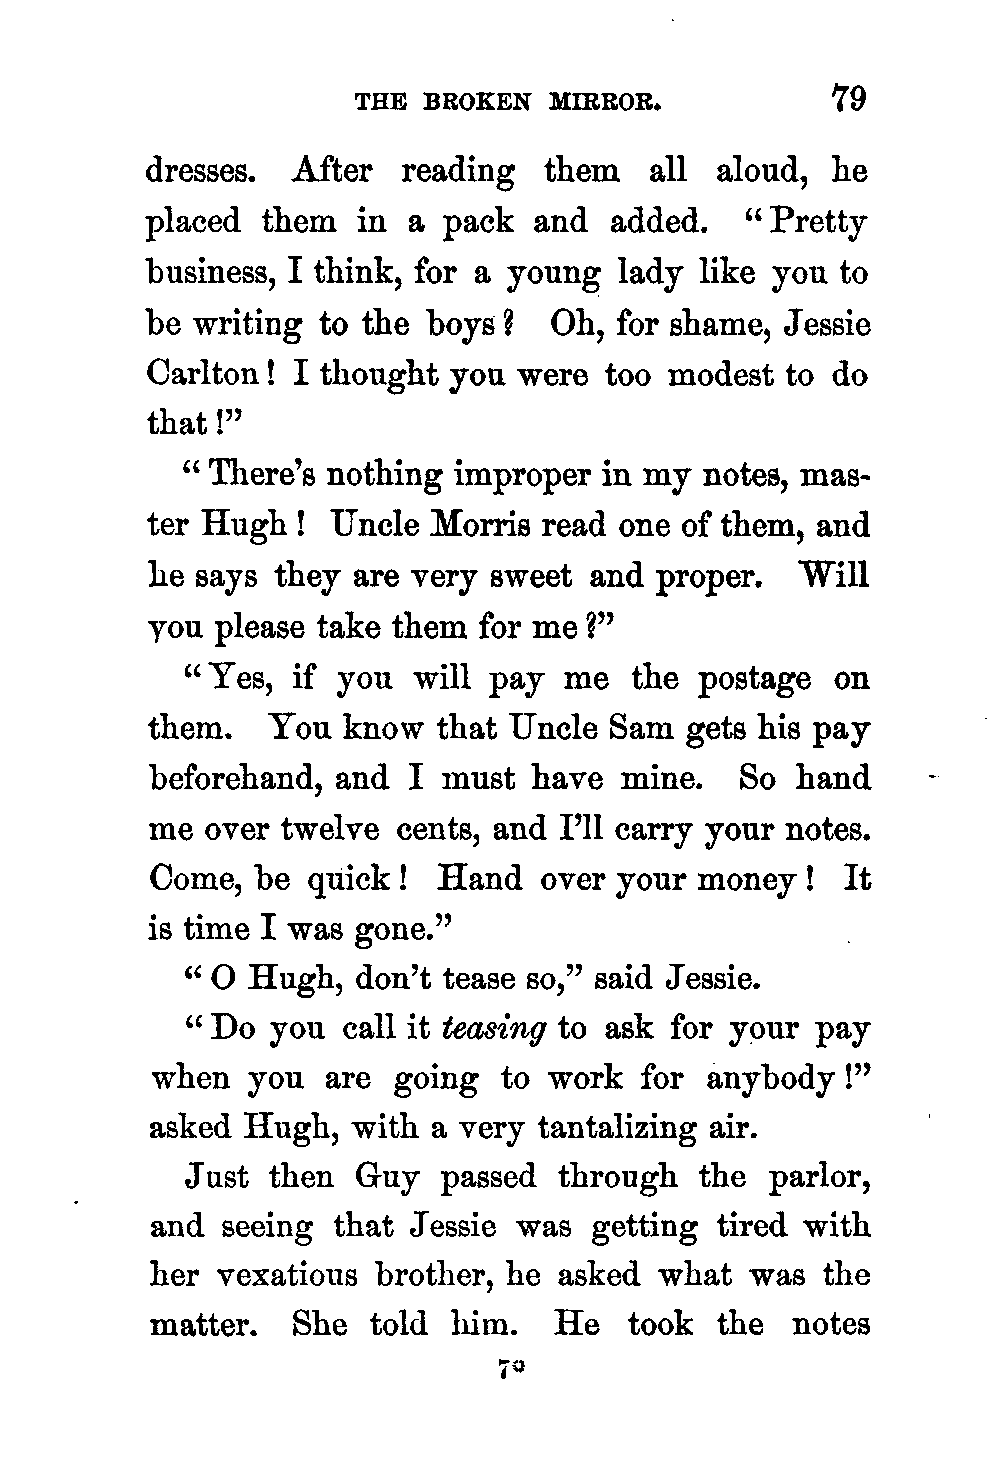 THE BROKEN MIRROR. 79
dresses. After reading them all aloud, he
placed them in a pack and added. “Pretty
business, I think, for a young lady like you to
be writing to the boys? Oh, for shame, Jessie
Carlton! I thought you were too modest to do
that!”
“There’s nothing improper in my notes, mas-
ter Hugh! Uncle Morris read one of them, and
he says they are very sweet and proper. Will
you please take them for me?”
“Yes, if you will pay me the postage on
them. You know that Uncle Sam gets his pay
beforehand, and I must have mine. So hand
me over twelve cents, and I’ll carry your notes.
Come, be quick! Hand over your money! It
is time I was gone.”
“O Hugh, don’t tease so,” said Jessie.
“Do you call it teasing to ask for your pay
when you are going to work for anybody!”
asked Hugh, with a very tantalizing air.
Just then Guy passed through the parlor,
and seeing that Jessie was getting tired with
her vexatious brother, he asked what was the
matter. She told him. He took the notes